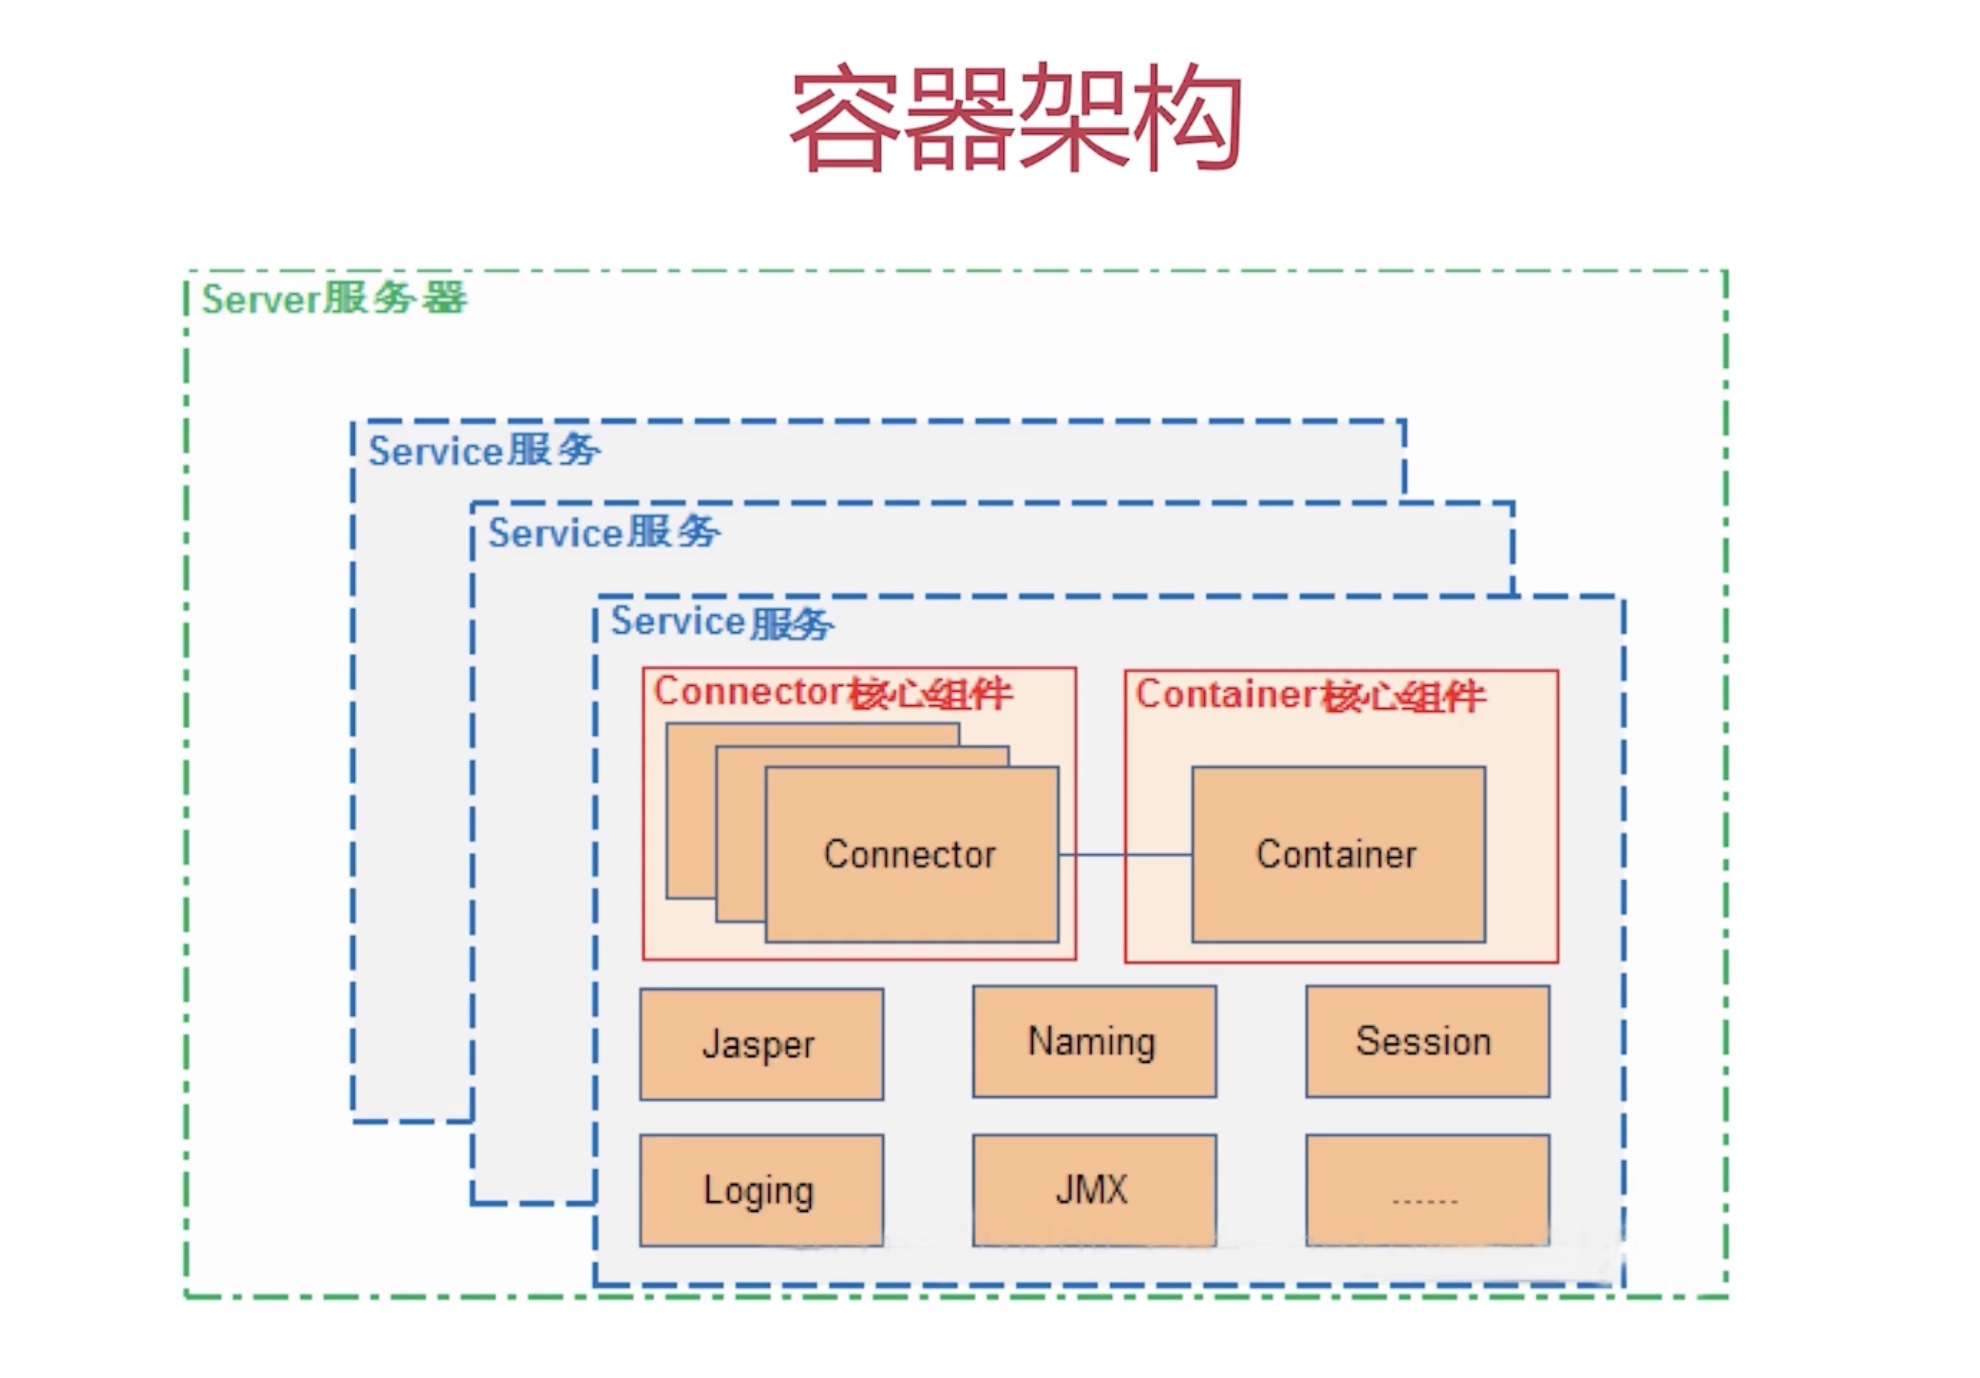 容器架构
Server服务器
Service服务
Service服务
Service服务
Connector核心组件
Container核心组件
Connector
Container
Jasper
Naming
Session
Loging
JMX
......